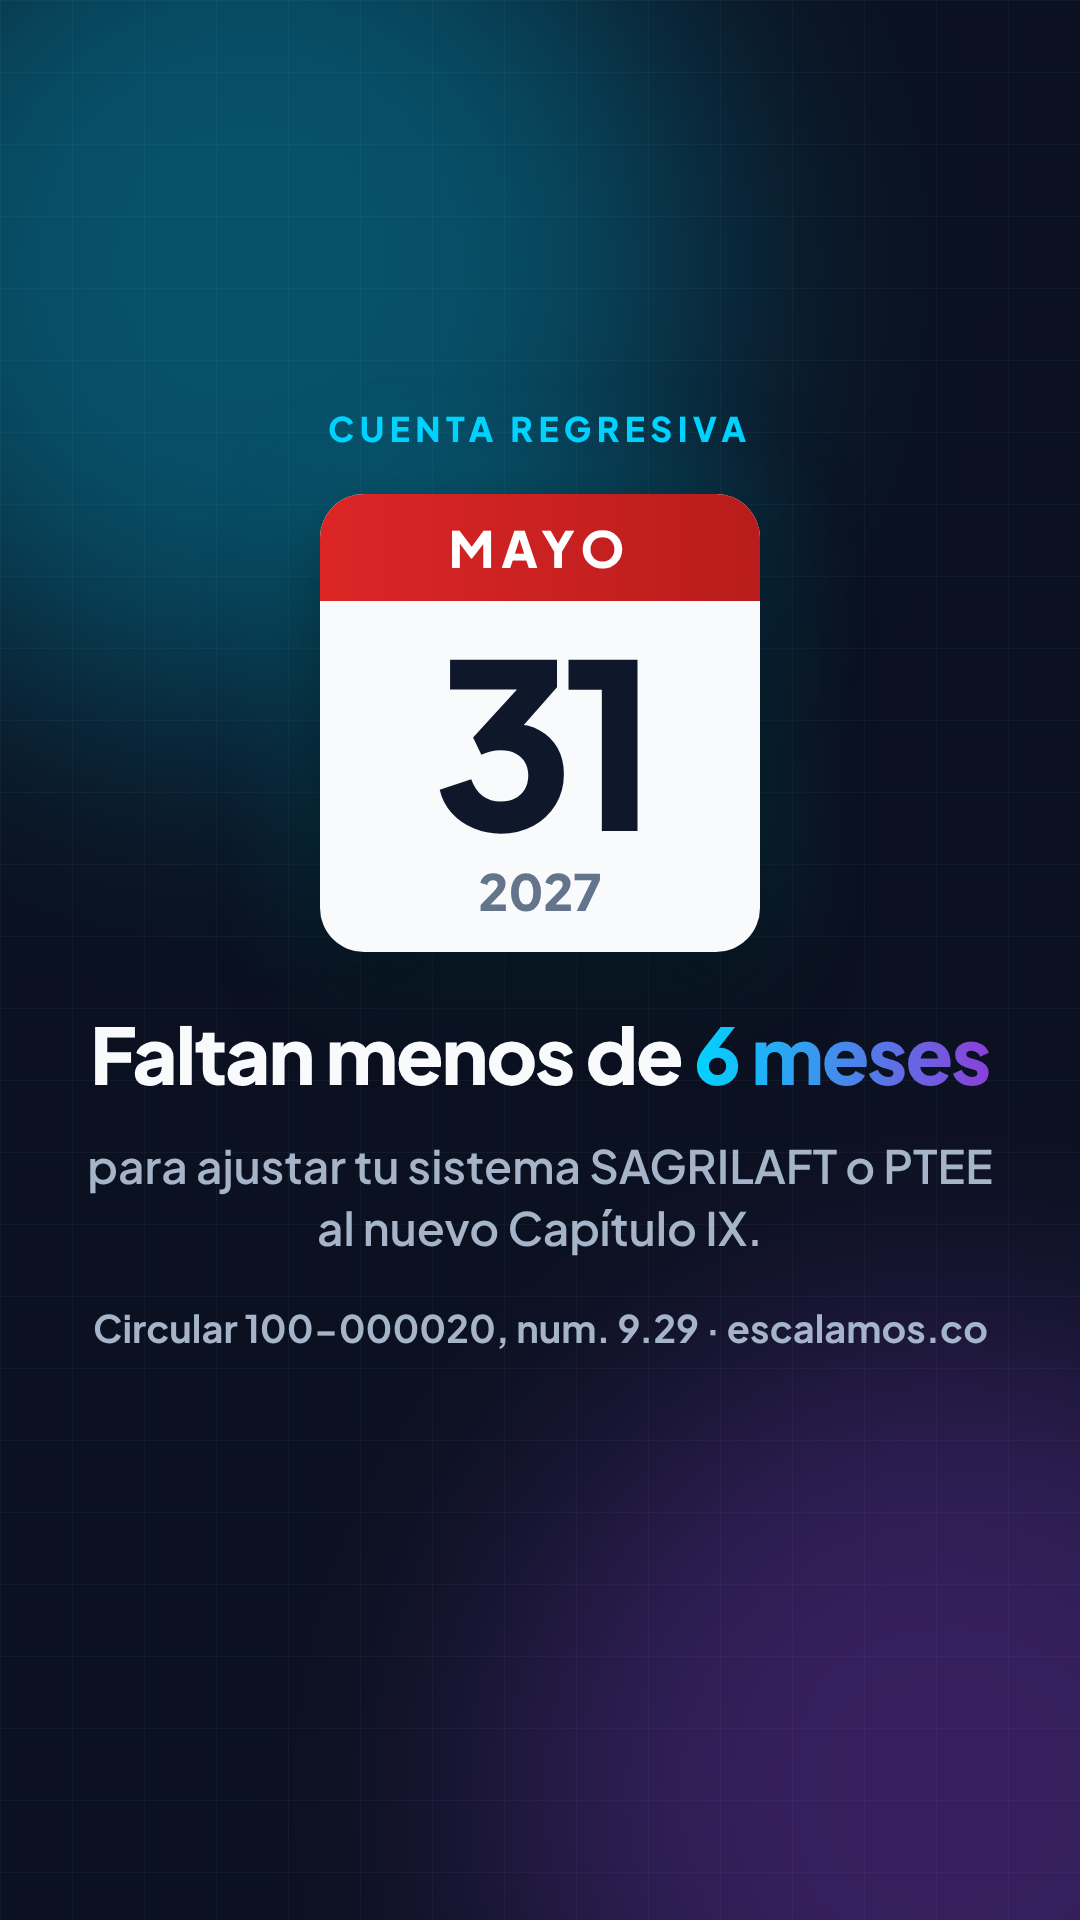 CUENTA REGRESIVA
MAYO
31
2027
Faltan menos de 6 meses
para ajustar tu sistema SAGRILAFT o PTEE
al nuevo Capítulo IX.
Circular 100-000020, num. 9.29 · escalamos.co